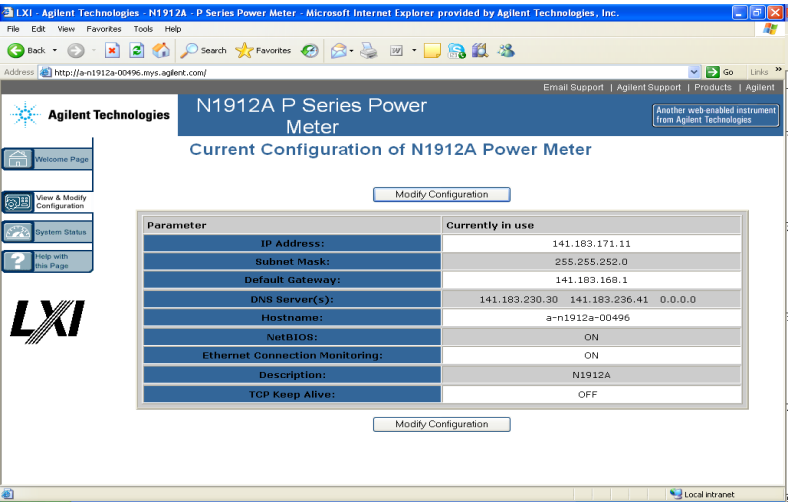 LXI - Agilent Technologies - N1912A - P Series Power Meter - Microsoft Internet Explorer provided by Agilent Technologies, Inc.
File Edit View Favorites Tools Help
Back Search Favorites
Address http://a-n1912a-00496.mys.agilent.com/ Go Links »
Email Support | Agilent Support | Products | Agilent
Agilent Technologies
N1912A P Series Power
Meter
Another web-enabled instrument
from Agilent Technologies
Current Configuration of N1912A Power Meter
Welcome Page
View & Modify
Configuration
System Status
Help with
this Page
LXI
Modify Configuration
Parameter Currently in use
IP Address: 141.183.171.11
Subnet Mask: 255.255.252.0
Default Gateway: 141.183.168.1
DNS Server(s): 141.183.230.30 141.183.236.41 0.0.0.0
Hostname: a-n1912a-00496
NetBIOS: ON
Ethernet Connection Monitoring: ON
Description: N1912A
TCP Keep Alive: OFF
Modify Configuration
Local intranet